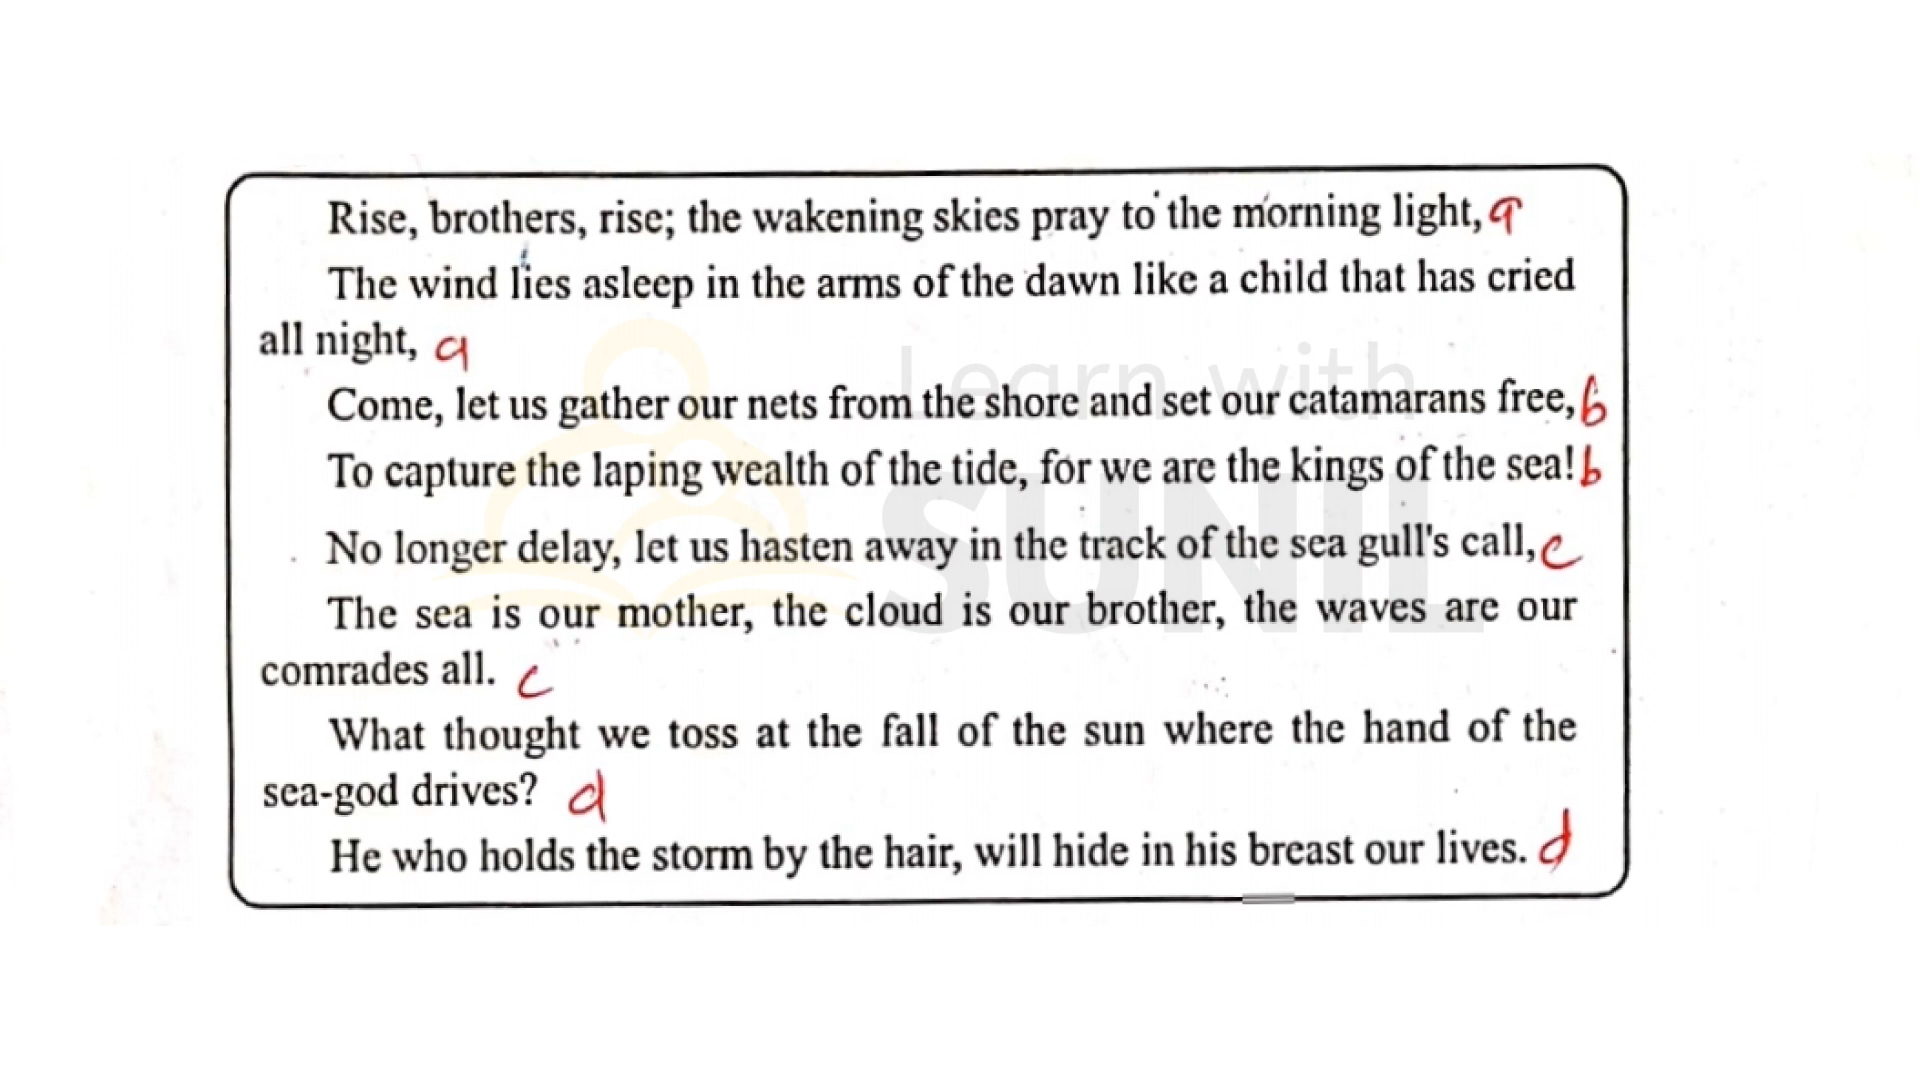 Rise, brothers, rise; the wakening skies pray to the morning light, a
The wind lies asleep in the arms of the dawn like a child that has cried
all night, a
Come, let us gather our nets from the shore and set our catamarans free, b
To capture the laping wealth of the tide, for we are the kings of the sea! b
No longer delay, let us hasten away in the track of the sea gull's call, c
The sea is our mother, the cloud is our brother, the waves are our
comrades all. c
What thought we toss at the fall of the sun where the hand of the
sea-god drives? d
He who holds the storm by the hair, will hide in his breast our lives. d
Learn with
SUNIL